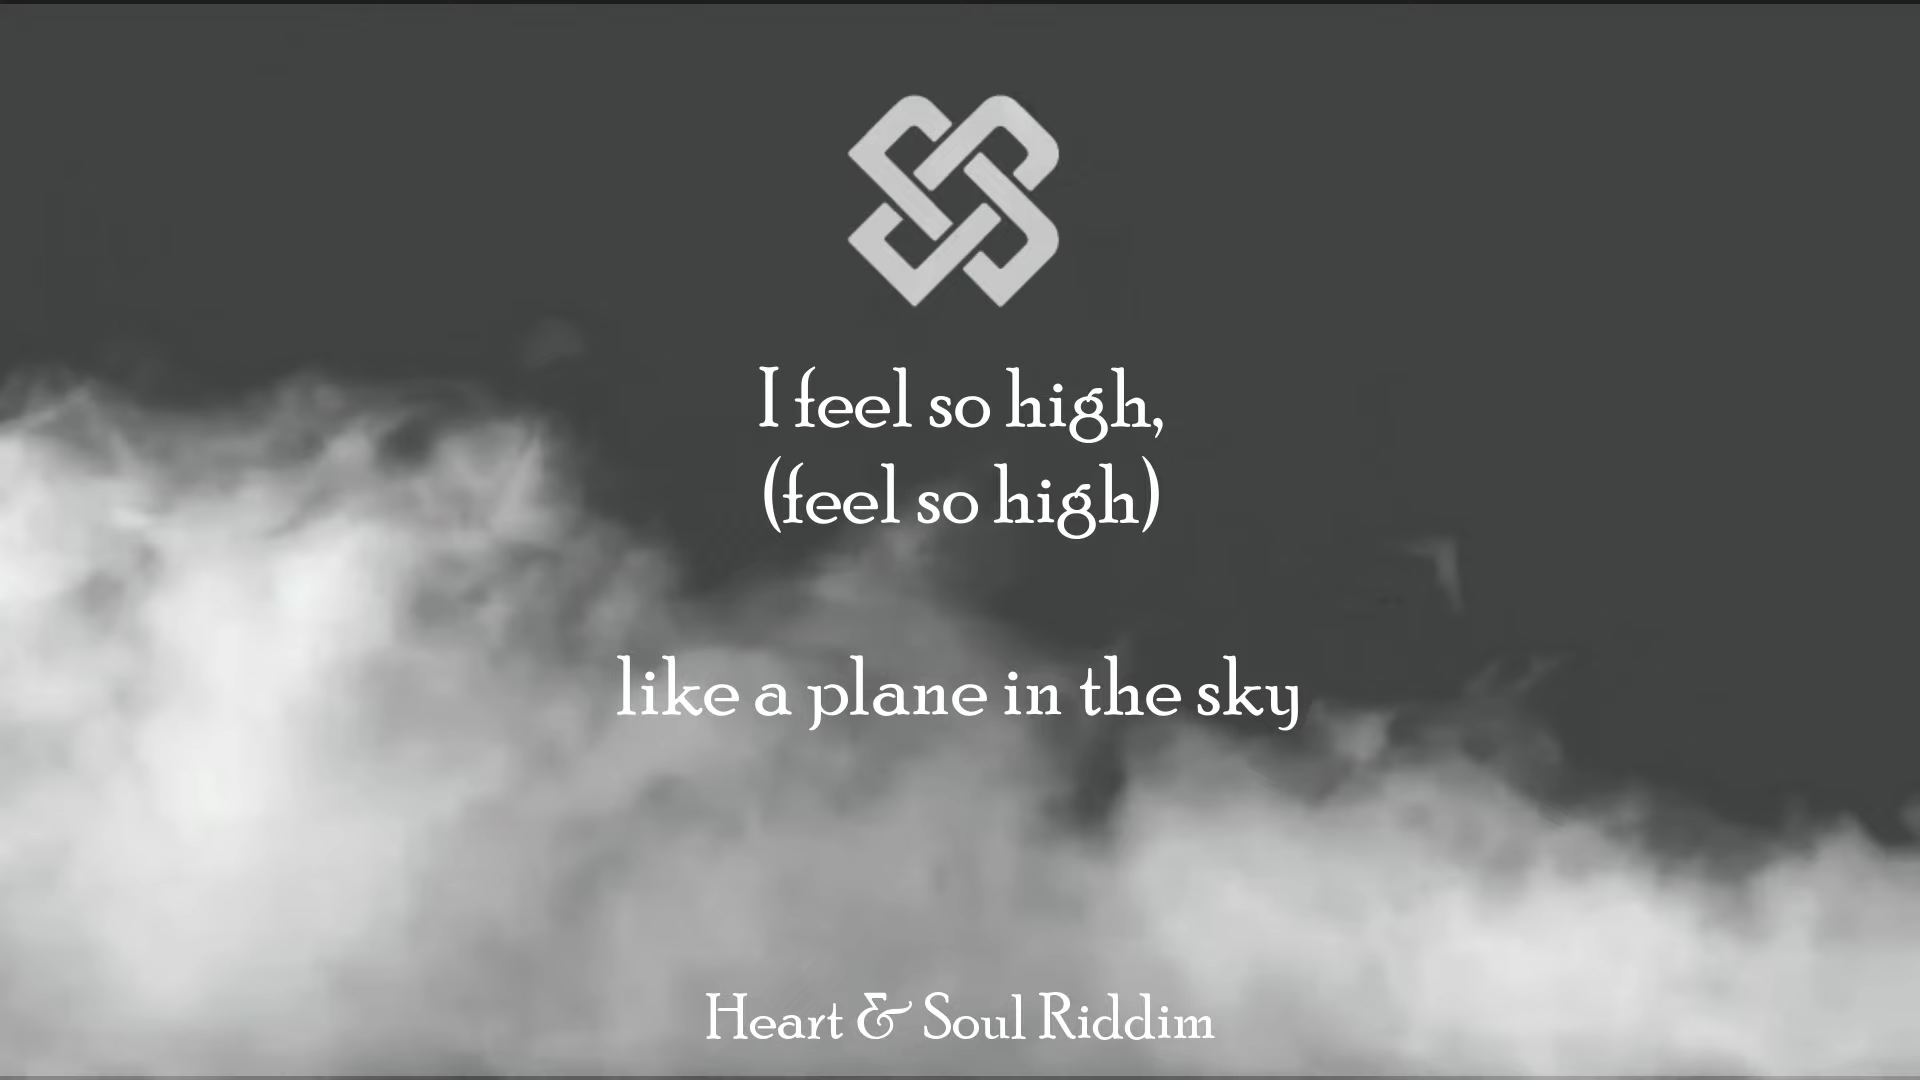 I feel so high,
(feel so high)
like a plane in the sky
Heart & Soul Riddim